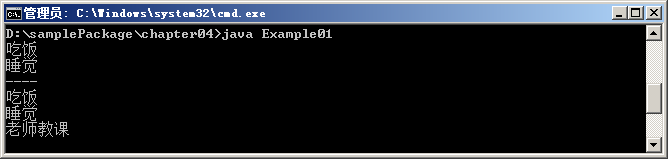 管理员: C:\Windows\system32\cmd.exe
D:\samplePackage\chapter04>java Example01
吃饭
睡觉
----
吃饭
睡觉
老师教课